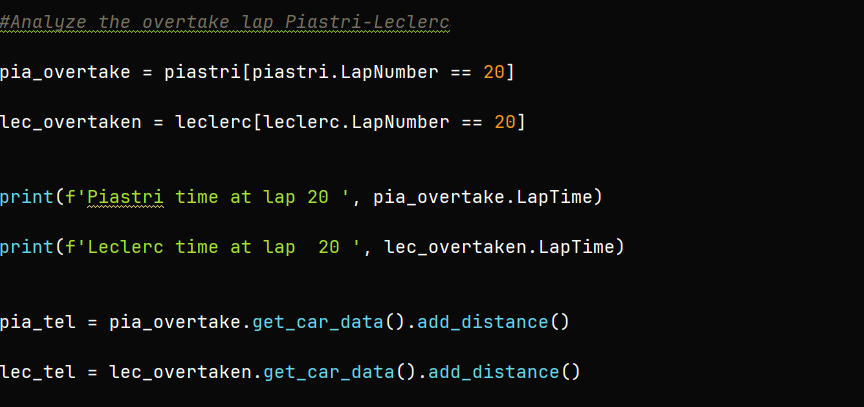 #Analyze the overtake lap Piastri-Leclerc
pia_overtake = piastri[piastri.LapNumber == 20]
lec_overtaken = leclerc[leclerc.LapNumber == 20]
print(f'Piastri time at lap 20 ', pia_overtake.LapTime)
print(f'Leclerc time at lap  20 ', lec_overtaken.LapTime)
pia_tel = pia_overtake.get_car_data().add_distance()
lec_tel = lec_overtaken.get_car_data().add_distance()